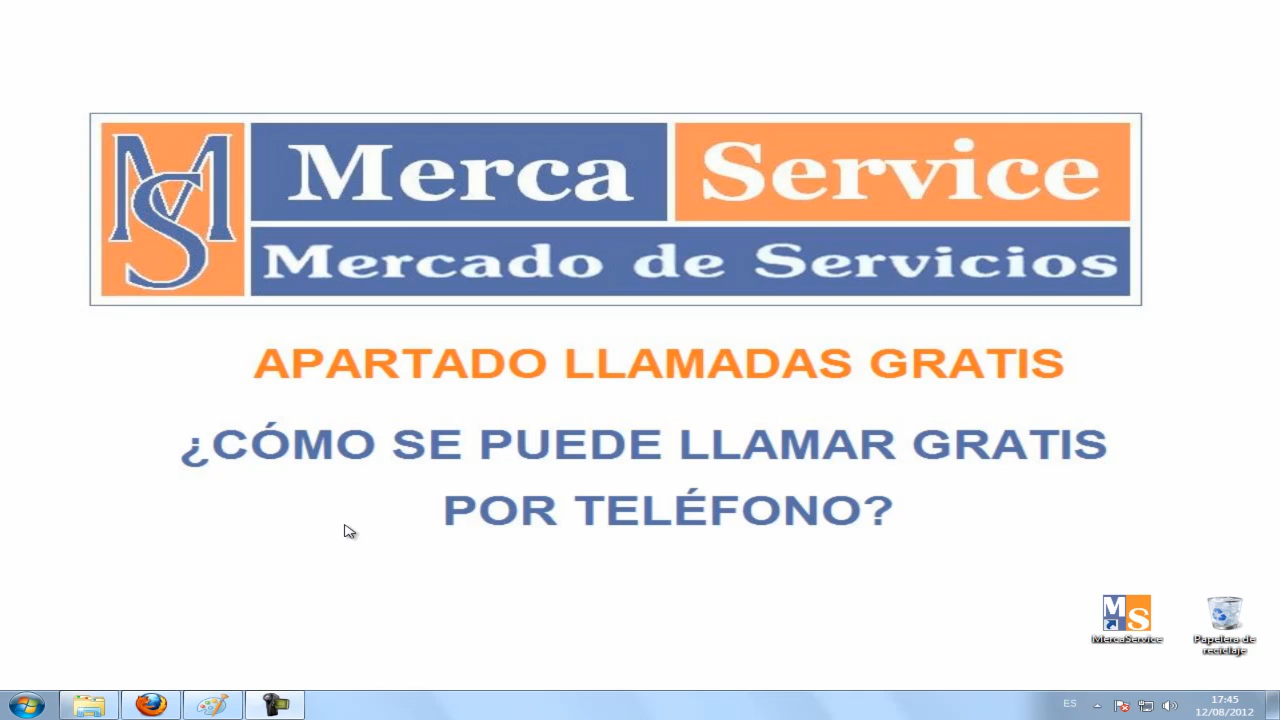 MS
Merca Service
Mercado de Servicios
APARTADO LLAMADAS GRATIS
¿CÓMO SE PUEDE LLAMAR GRATIS
POR TELÉFONO?
MS
MercaService
Papelera de
reciclaje
ES
17:45
12/08/2012